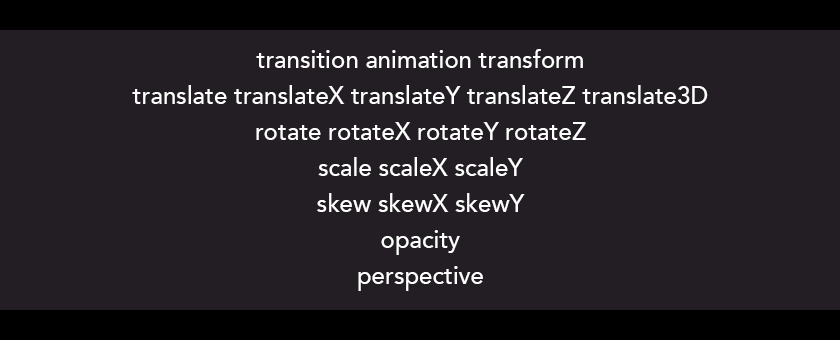 transition animation transform
translate translateX translateY translateZ translate3D
rotate rotateX rotateY rotateZ
scale scaleX scaleY
skew skewX skewY
opacity
perspective